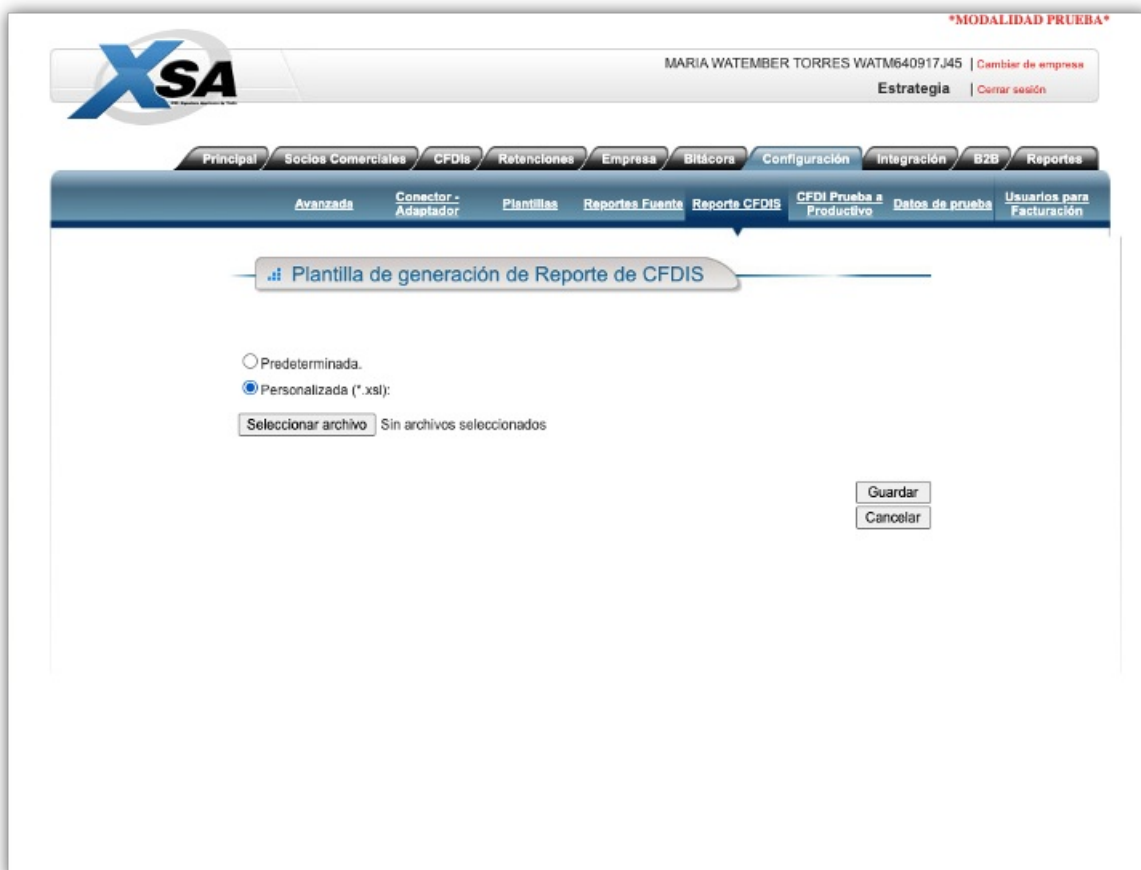 *MODALIDAD PRUEBA*
XSA
MARIA WATEMBER TORRES WATM640917J45 | Cambiar de empresa
Estrategia | Cerrar sesión
Principal Socios Comerciales CFDIs Retenciones Empresa Bitácora Configuración Integración B2B Reportes
Avanzada Conector - Adaptador Plantillas Reportes Fuente Reporte CFDIS CFDI Prueba a Productivo Datos de prueba Usuarios para Facturación
Plantilla de generación de Reporte de CFDIS
Predeterminada.
Personalizada (*.xsl):
Seleccionar archivo Sin archivos seleccionados
Guardar
Cancelar